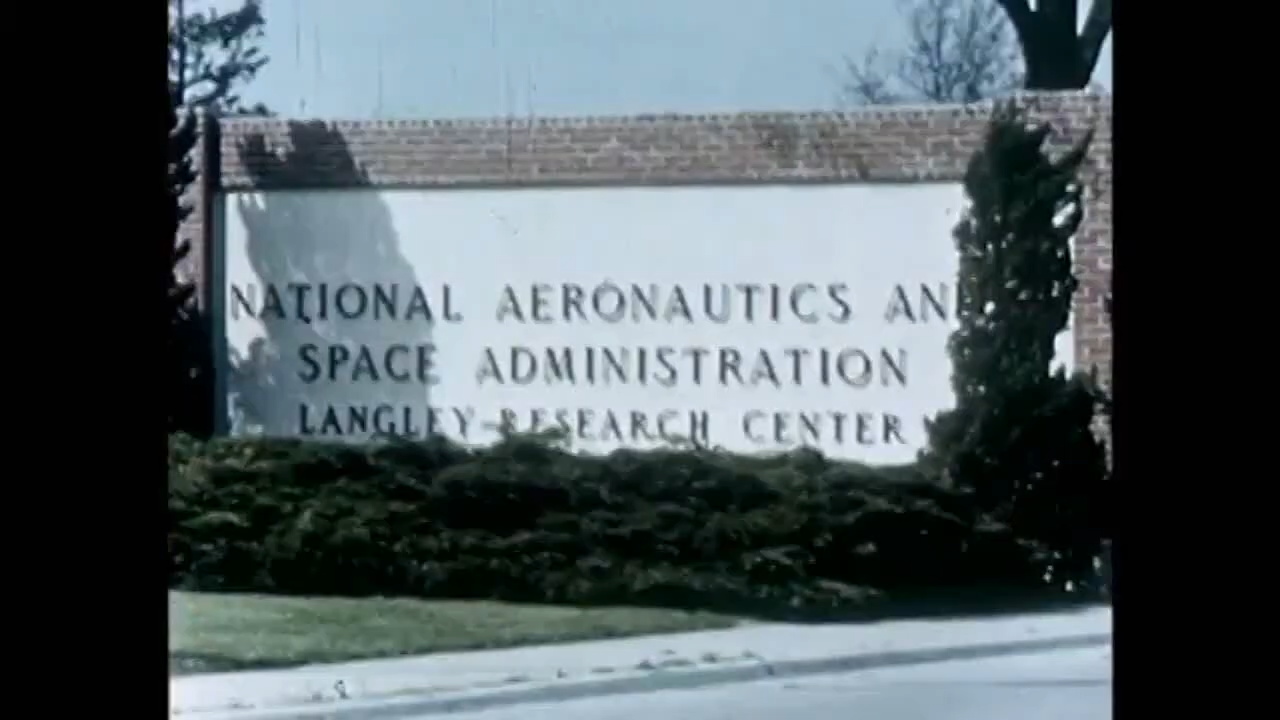 NATIONAL AERONAUTICS AN
SPACE ADMINISTRATION
LANGLEY RESEARCH CENTER